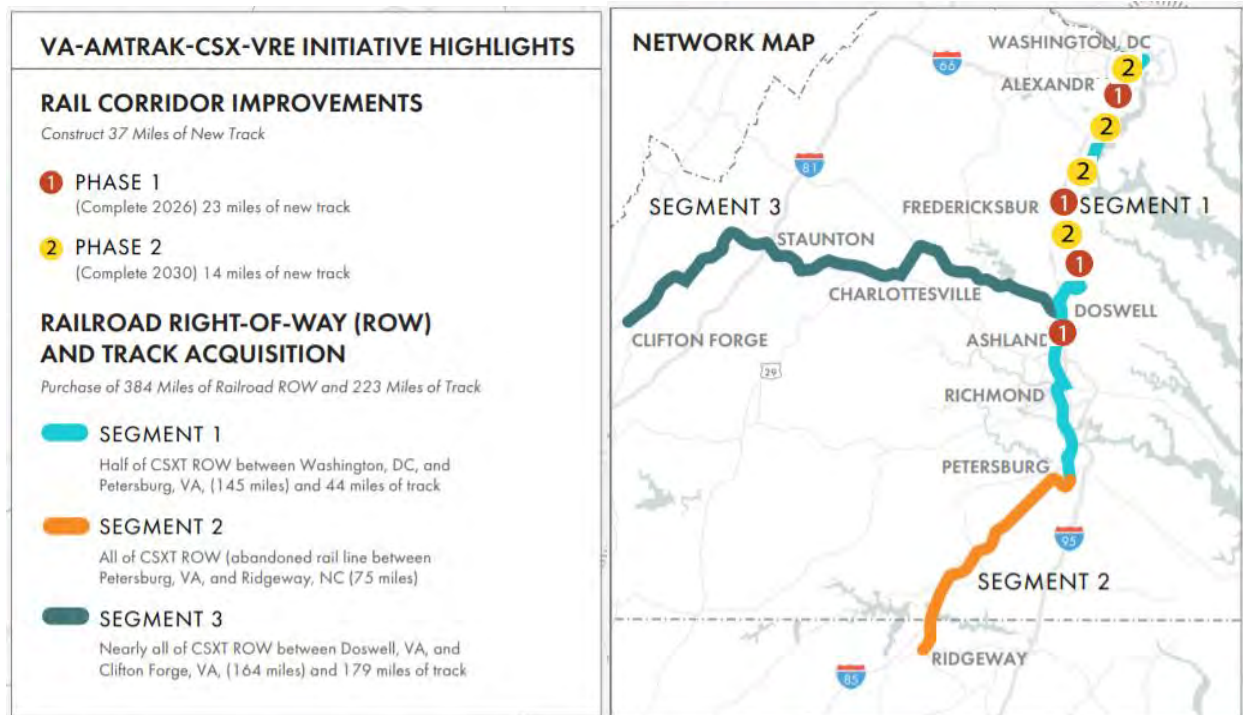 VA-AMTRAK-CSX-VRE INITIATIVE HIGHLIGHTS
RAIL CORRIDOR IMPROVEMENTS
Construct 37 Miles of New Track
1 PHASE 1
(Complete 2026) 23 miles of new track
2 PHASE 2
(Complete 2030) 14 miles of new track
RAILROAD RIGHT-OF-WAY (ROW)
AND TRACK ACQUISITION
Purchase of 384 Miles of Railroad ROW and 223 Miles of Track
SEGMENT 1
Half of CSXT ROW between Washington, DC, and
Petersburg, VA, (145 miles) and 44 miles of track
SEGMENT 2
All of CSXT ROW (abandoned rail line between
Petersburg, VA, and Ridgeway, NC (75 miles)
SEGMENT 3
Nearly all of CSXT ROW between Doswell, VA, and
Clifton Forge, VA, (164 miles) and 179 miles of track
NETWORK MAP
WASHINGTON, DC
66
2
ALEXANDR
1
2
81
2
SEGMENT 3
FREDERICKSBUR
1
SEGMENT 1
STAUNTON
2
1
CHARLOTTESVILLE
DOSWELL
CLIFTON FORGE
ASHLAND
1
29
RICHMOND
PETERSBURG
95
SEGMENT 2
RIDGEWAY
85